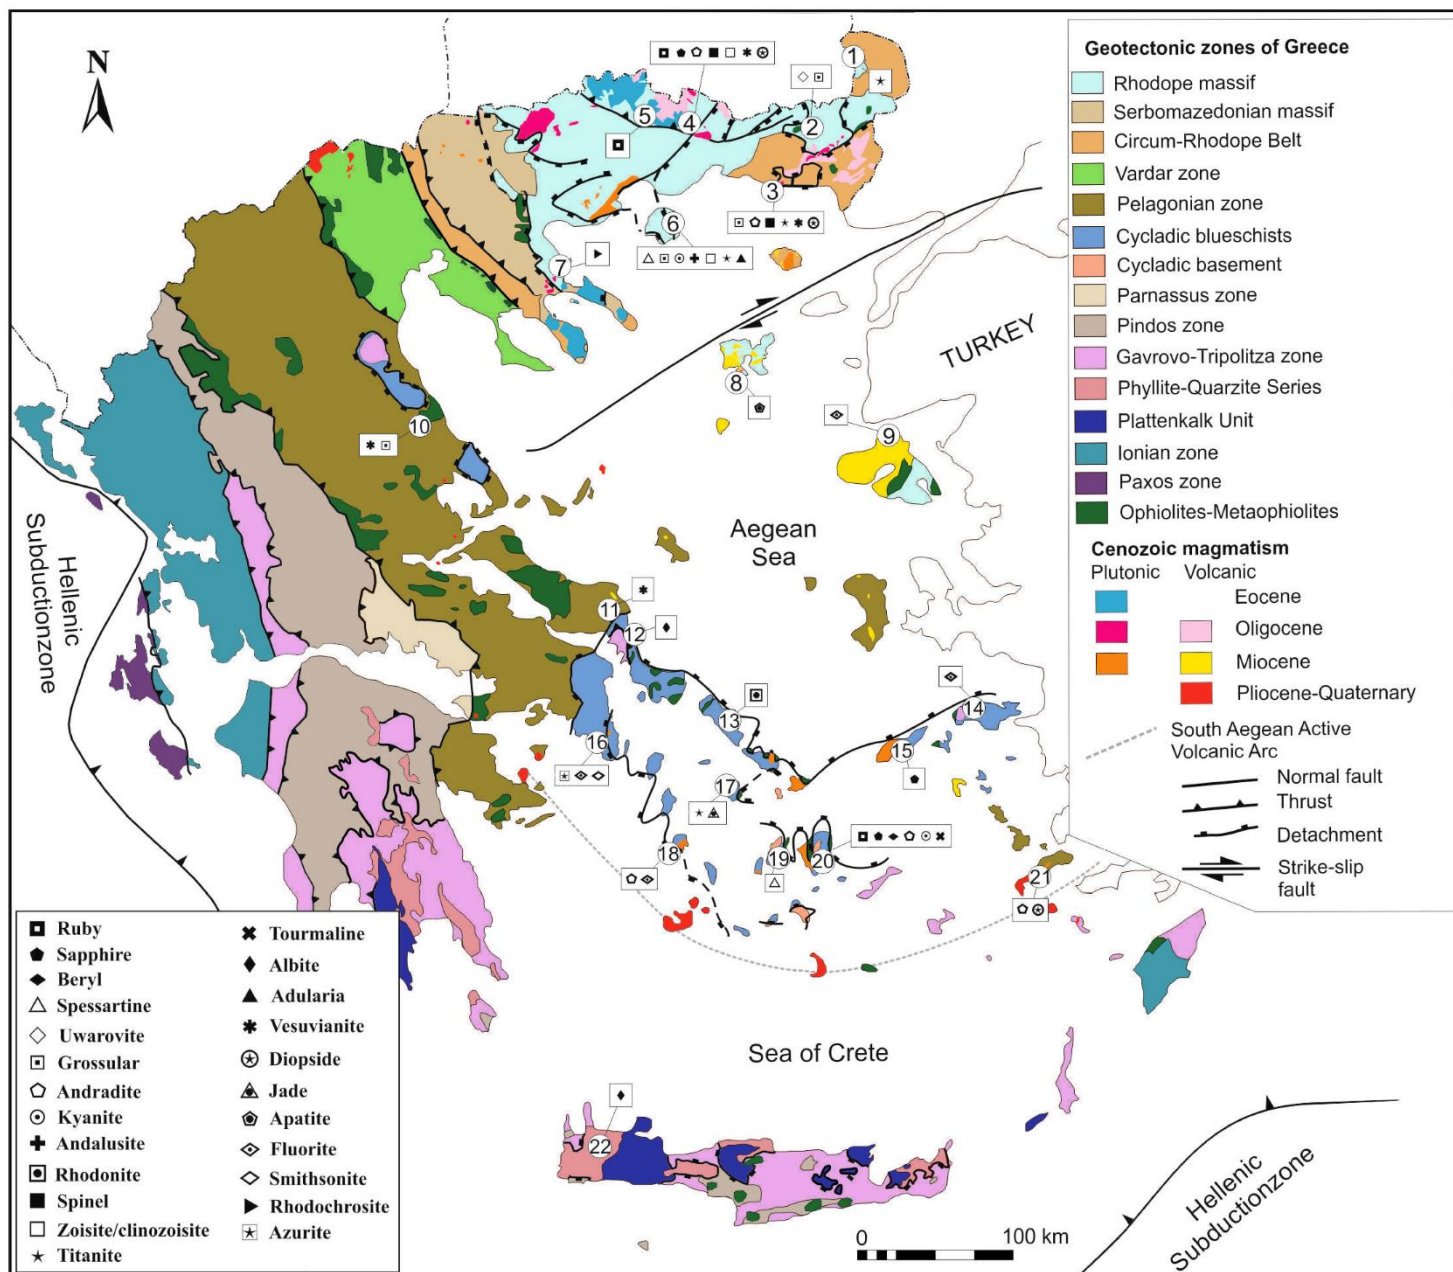 N
1
2
3
4
5
6
7
8
9
10
11
12
13
14
15
16
17
18
19
20
21
22
TURKEY
Aegean
Sea
Sea of Crete
Hellenic
Subductionzone
Hellenic
Subductionzone
0 100 km
Geotectonic zones of Greece
Rhodope massif
Serbomazedonian massif
Circum-Rhodope Belt
Vardar zone
Pelagonian zone
Cycladic blueschists
Cycladic basement
Parnassus zone
Pindos zone
Gavrovo-Tripolitza zone
Phyllite-Quarzite Series
Plattenkalk Unit
Ionian zone
Paxos zone
Ophiolites-Metaophiolites
Cenozoic magmatism
Plutonic Volcanic
Eocene
Oligocene
Miocene
Pliocene-Quaternary
South Aegean Active
Volcanic Arc
Normal fault
Thrust
Detachment
Strike-slip
fault
Ruby
Sapphire
Beryl
Spessartine
Uwarovite
Grossular
Andradite
Kyanite
Andalusite
Rhodonite
Spinel
Zoisite/clinozoisite
Titanite
Tourmaline
Albite
Adularia
Vesuvianite
Diopside
Jade
Apatite
Fluorite
Smithsonite
Rhodochrosite
Azurite